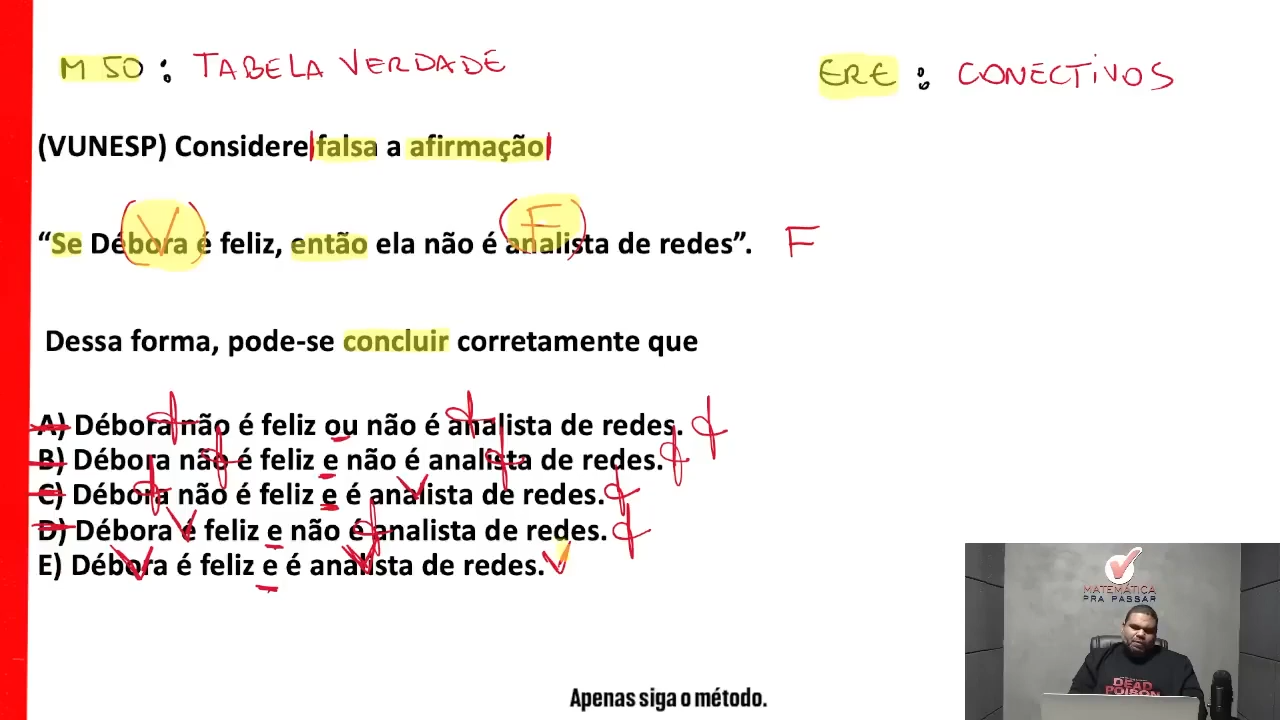 M 50 : TABELA VERDADE
ERE : CONECTIVOS
(VUNESP) Considere falsa a afirmação
V F
“Se Débora é feliz, então ela não é analista de redes”. F
Dessa forma, pode-se concluir corretamente que
A) Débora não é feliz ou não é analista de redes.
B) Débora não é feliz e não é analista de redes.
C) Débora não é feliz e é analista de redes.
D) Débora é feliz e não é analista de redes.
E) Débora é feliz e é analista de redes. V
MATEMÁTICA
PRA PASSAR
DEAD
POISON
Apenas siga o método.